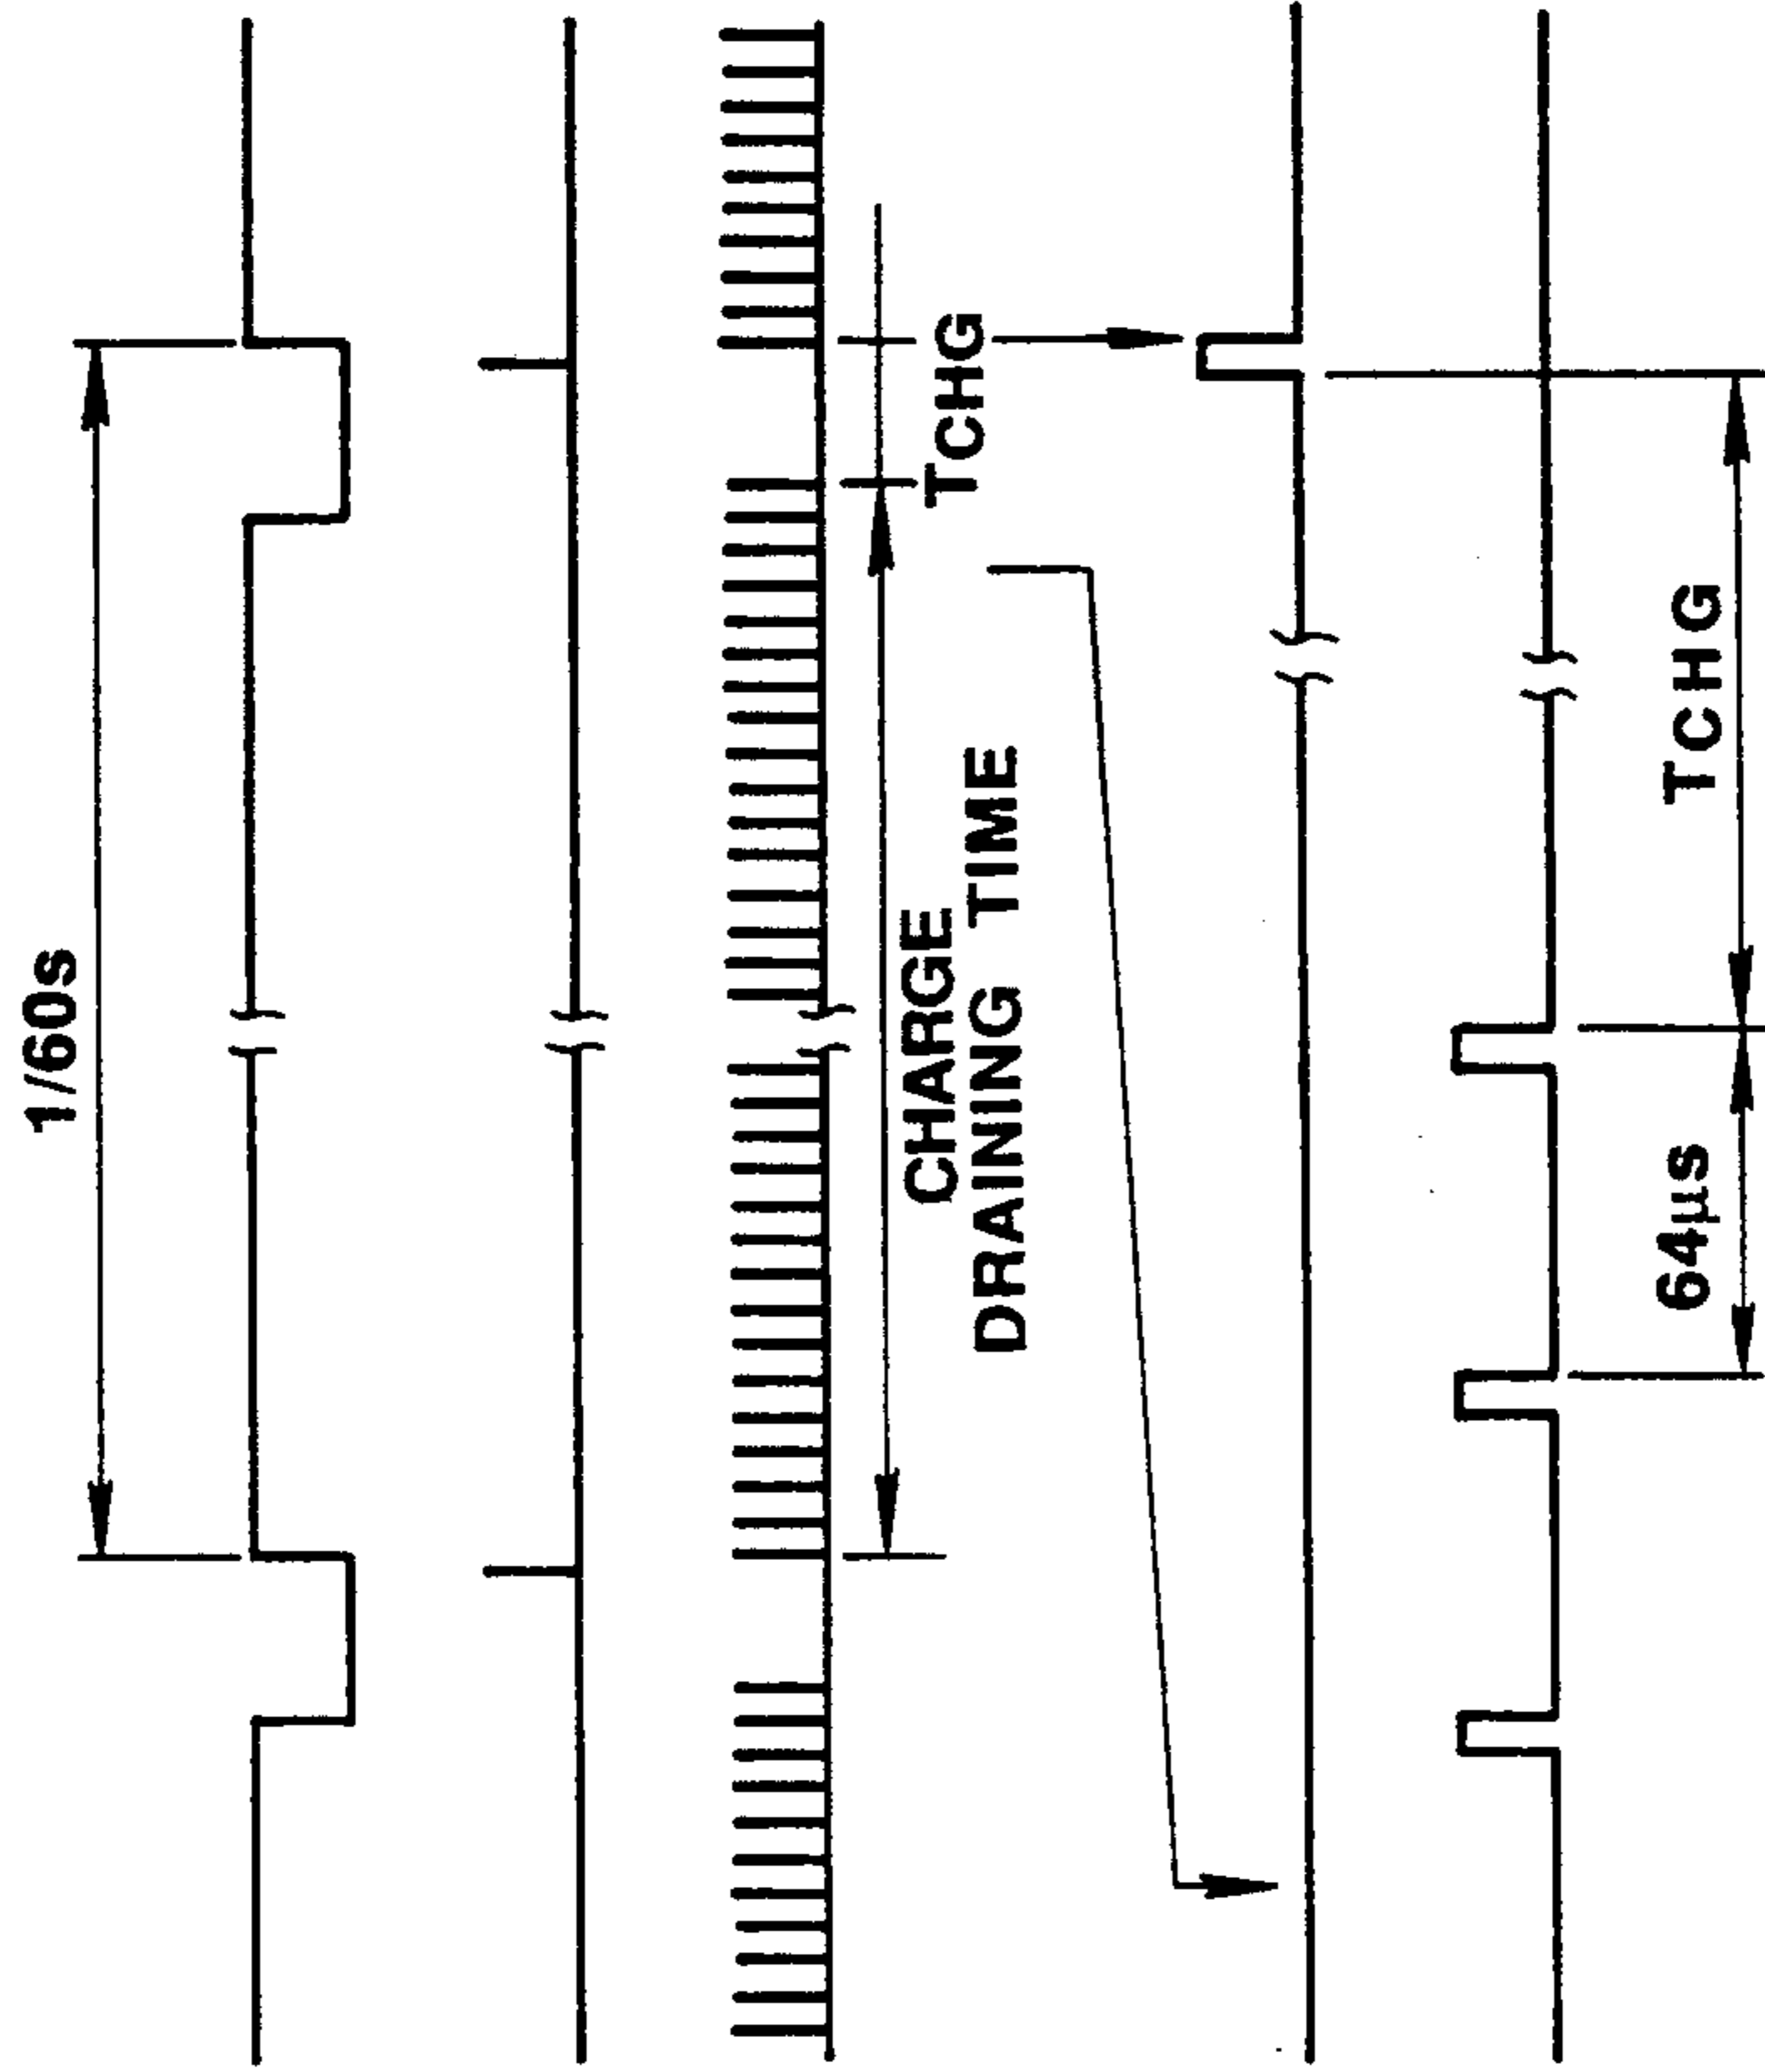 1/60s
CHARGE
DRAINING TIME
TCHG
64μs
TCHG